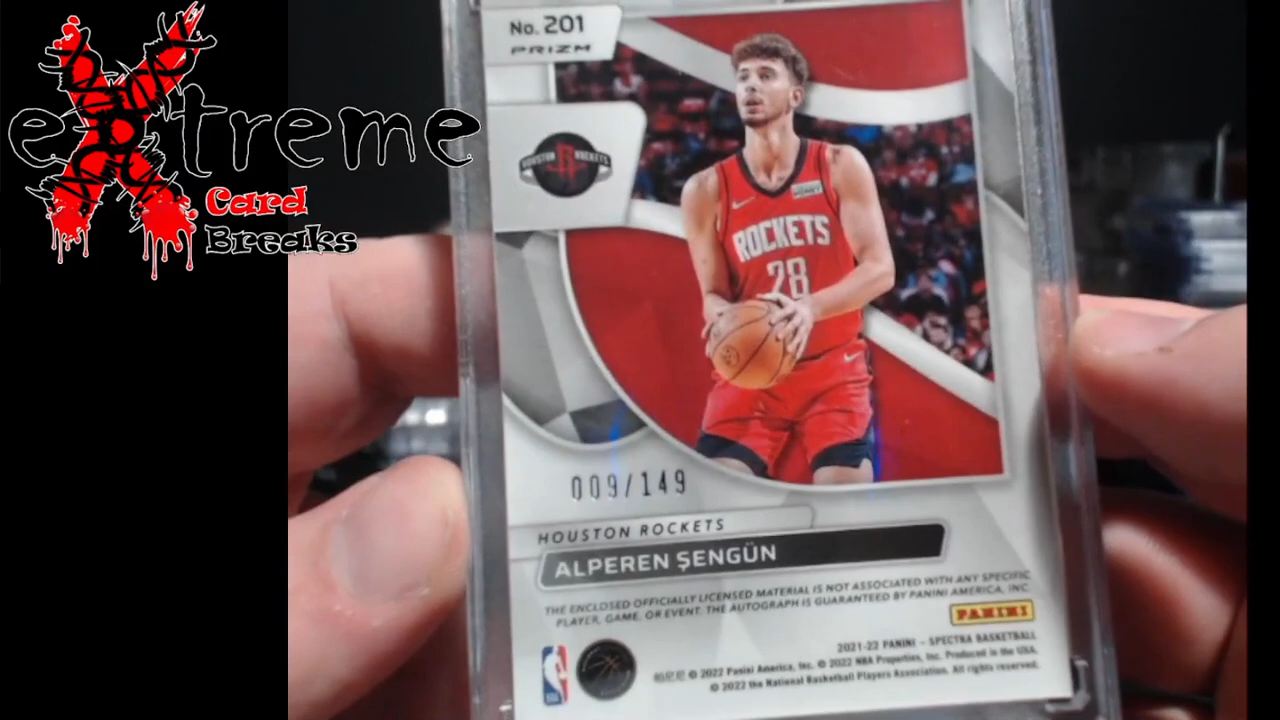 eXtreme
Card
Breaks
No. 201
PRIZM
HOUSTON ROCKETS
ROCKETS
28
009/149
HOUSTON ROCKETS
ALPEREN ŞENGÜN
THE ENCLOSED OFFICIALLY LICENSED MATERIAL IS NOT ASSOCIATED WITH ANY SPECIFIC
PLAYER, GAME, OR EVENT. THE AUTOGRAPH IS GUARANTEED BY PANINI AMERICA, INC.
PANINI
2021-22 PANINI – SPECTRA BASKETBALL
© 2022 Panini America, Inc. © 2022 NBA Properties, Inc. Produced in the USA.
© 2022 the National Basketball Players Association. All rights reserved.